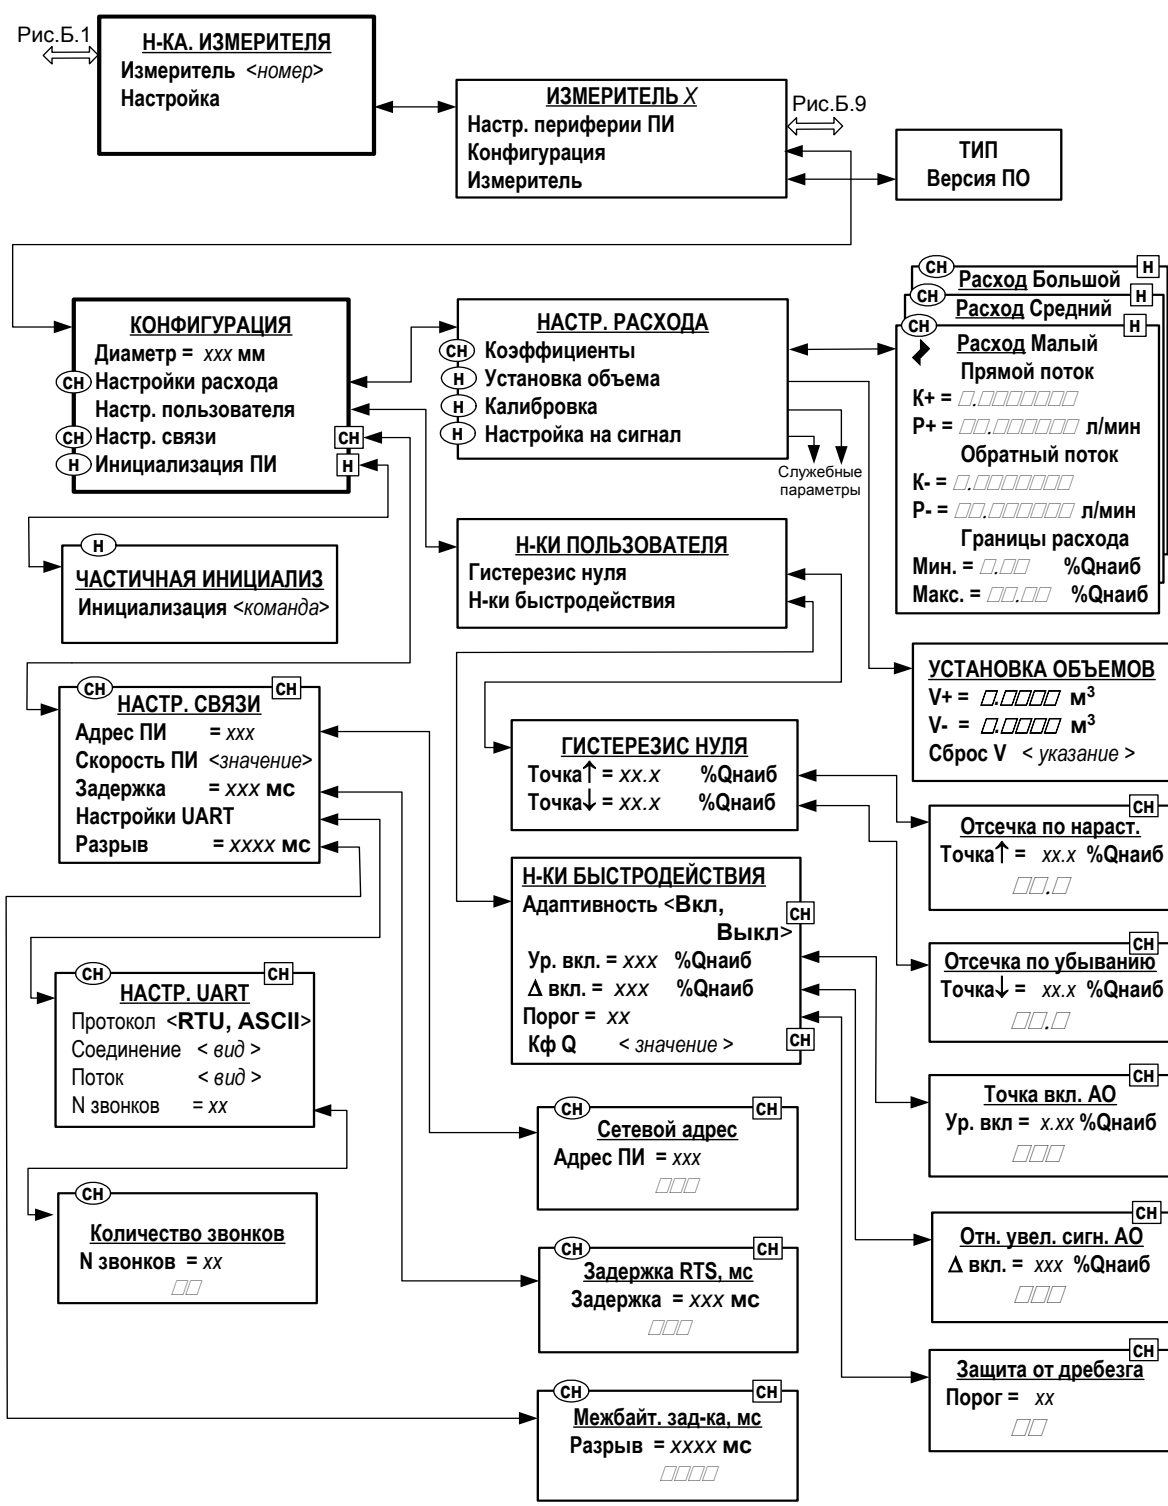 Рис.Б.1
Н-КА. ИЗМЕРИТЕЛЯ
Измеритель <номер>
Настройка
ИЗМЕРИТЕЛЬ X
Настр. периферии ПИ
Конфигурация
Измеритель
Рис.Б.9
ТИП
Версия ПО
КОНФИГУРАЦИЯ
Диаметр = xxx мм
СН Настройки расхода
Настр. пользователя
СН Настр. связи СН
Н Инициализация ПИ Н
НАСТР. РАСХОДА
СН Коэффициенты
Н Установка объема
Н Калибровка
Н Настройка на сигнал
Служебные
параметры
СН Н
Расход Большой
СН Н
Расход Средний
СН Н
Расход Малый
Прямой поток
К+ = □.□□□□□□□
Р+ = □□.□□□□□□ л/мин
Обратный поток
К- = □.□□□□□□□
Р- = □□.□□□□□□ л/мин
Границы расхода
Мин. = □.□□ %Qнаиб
Макс. = □□.□□ %Qнаиб
Н
ЧАСТИЧНАЯ ИНИЦИАЛИЗ
Инициализация <команда>
Н-КИ ПОЛЬЗОВАТЕЛЯ
Гистерезис нуля
Н-ки быстродействия
УСТАНОВКА ОБЪЕМОВ
V+ = □.□□□□ м³
V- = □.□□□□ м³
Сброс V < указание >
СН СН
НАСТР. СВЯЗИ
Адрес ПИ = xxx
Скорость ПИ <значение>
Задержка = xxx мс
Настройки UART
Разрыв = xxxx мс
ГИСТЕРЕЗИС НУЛЯ
Точка↑ = xx.x %Qнаиб
Точка↓ = xx.x %Qнаиб
СН
Отсечка по нараст.
Точка↑ = xx.x %Qнаиб
□□.□
Н-КИ БЫСТРОДЕЙСТВИЯ
Адаптивность <Вкл,
СН
Выкл>
Ур. вкл. = xxx %Qнаиб
Δ вкл. = xxx %Qнаиб
Порог = xx
Кф Q < значение > СН
СН
Отсечка по убыванию
Точка↓ = xx.x %Qнаиб
□□.□
СН СН
НАСТР. UART
Протокол <RTU, ASCII>
Соединение < вид >
Поток < вид >
N звонков = xx
СН
Точка вкл. АО
Ур. вкл = x.xx %Qнаиб
□□□
СН СН
Сетевой адрес
Адрес ПИ = xxx
□□□
СН
Количество звонков
N звонков = xx
□□
СН
Отн. увел. сигн. АО
Δ вкл. = xxx %Qнаиб
□□□
СН СН
Задержка RTS, мс
Задержка = xxx мс
□□□
СН
Защита от дребезга
Порог = xx
□□
СН СН
Межбайт. зад-ка, мс
Разрыв = xxxx мс
□□□□